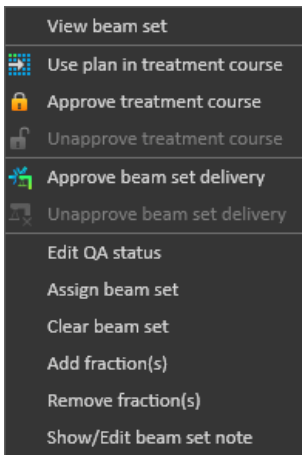 View beam set
Use plan in treatment course
Approve treatment course
Unapprove treatment course
Approve beam set delivery
Unapprove beam set delivery
Edit QA status
Assign beam set
Clear beam set
Add fraction(s)
Remove fraction(s)
Show/Edit beam set note